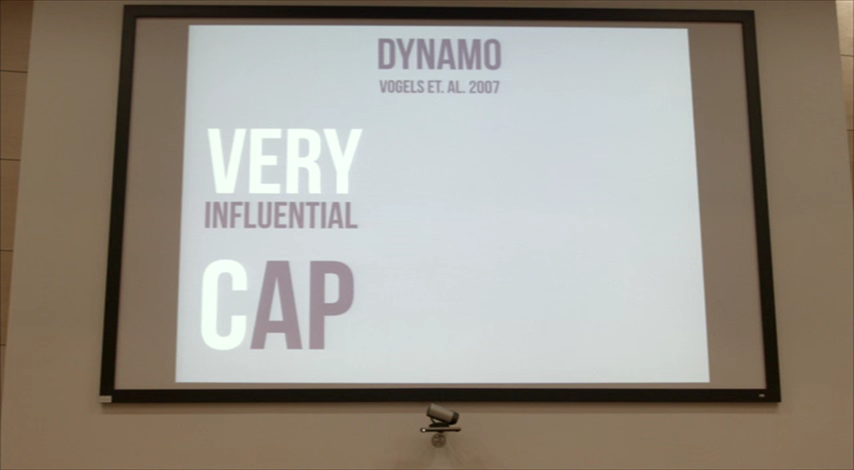 DYNAMO
VOGELS ET. AL. 2007
VERY
INFLUENTIAL
CAP